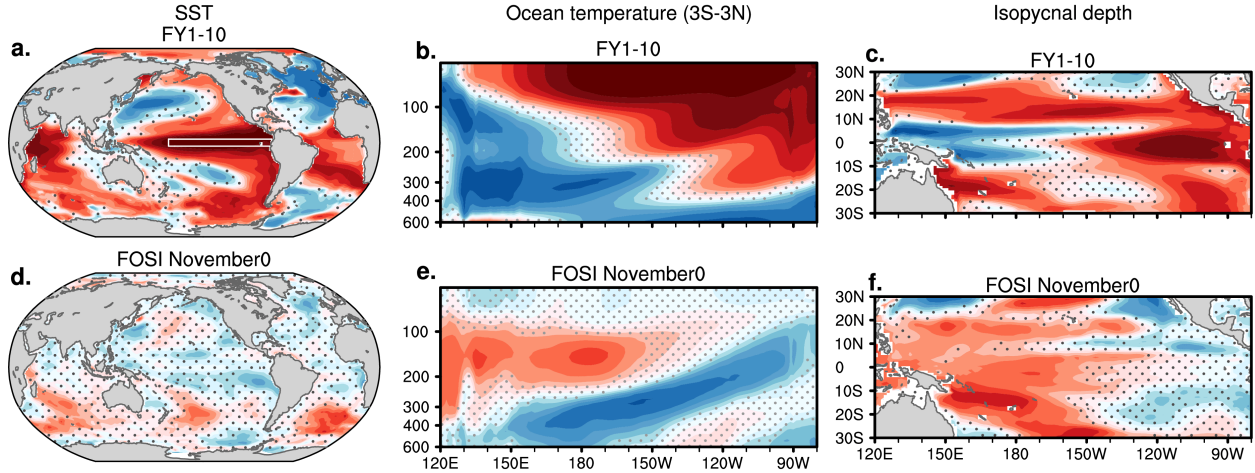 SST
Ocean temperature (3S-3N)
Isopycnal depth
a.
FY1-10
b.
FY1-10
c.
FY1-10
100
200
300
400
600
30N
20N
10N
0
10S
20S
30S
d.
FOSI November0
e.
FOSI November0
f.
FOSI November0
100
200
300
400
600
120E 150E 180 150W 120W 90W
30N
20N
10N
0
10S
20S
30S
120E 150E 180 150W 120W 90W